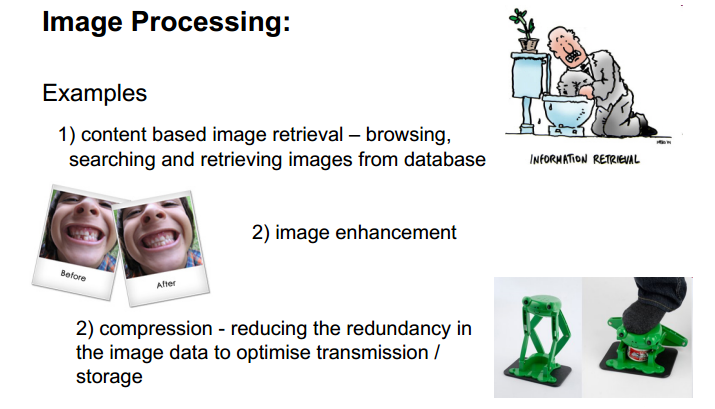 Image Processing:
Examples
1) content based image retrieval – browsing,
searching and retrieving images from database
INFORMATION RETRIEVAL
Before
After
2) image enhancement
2) compression - reducing the redundancy in
the image data to optimise transmission /
storage